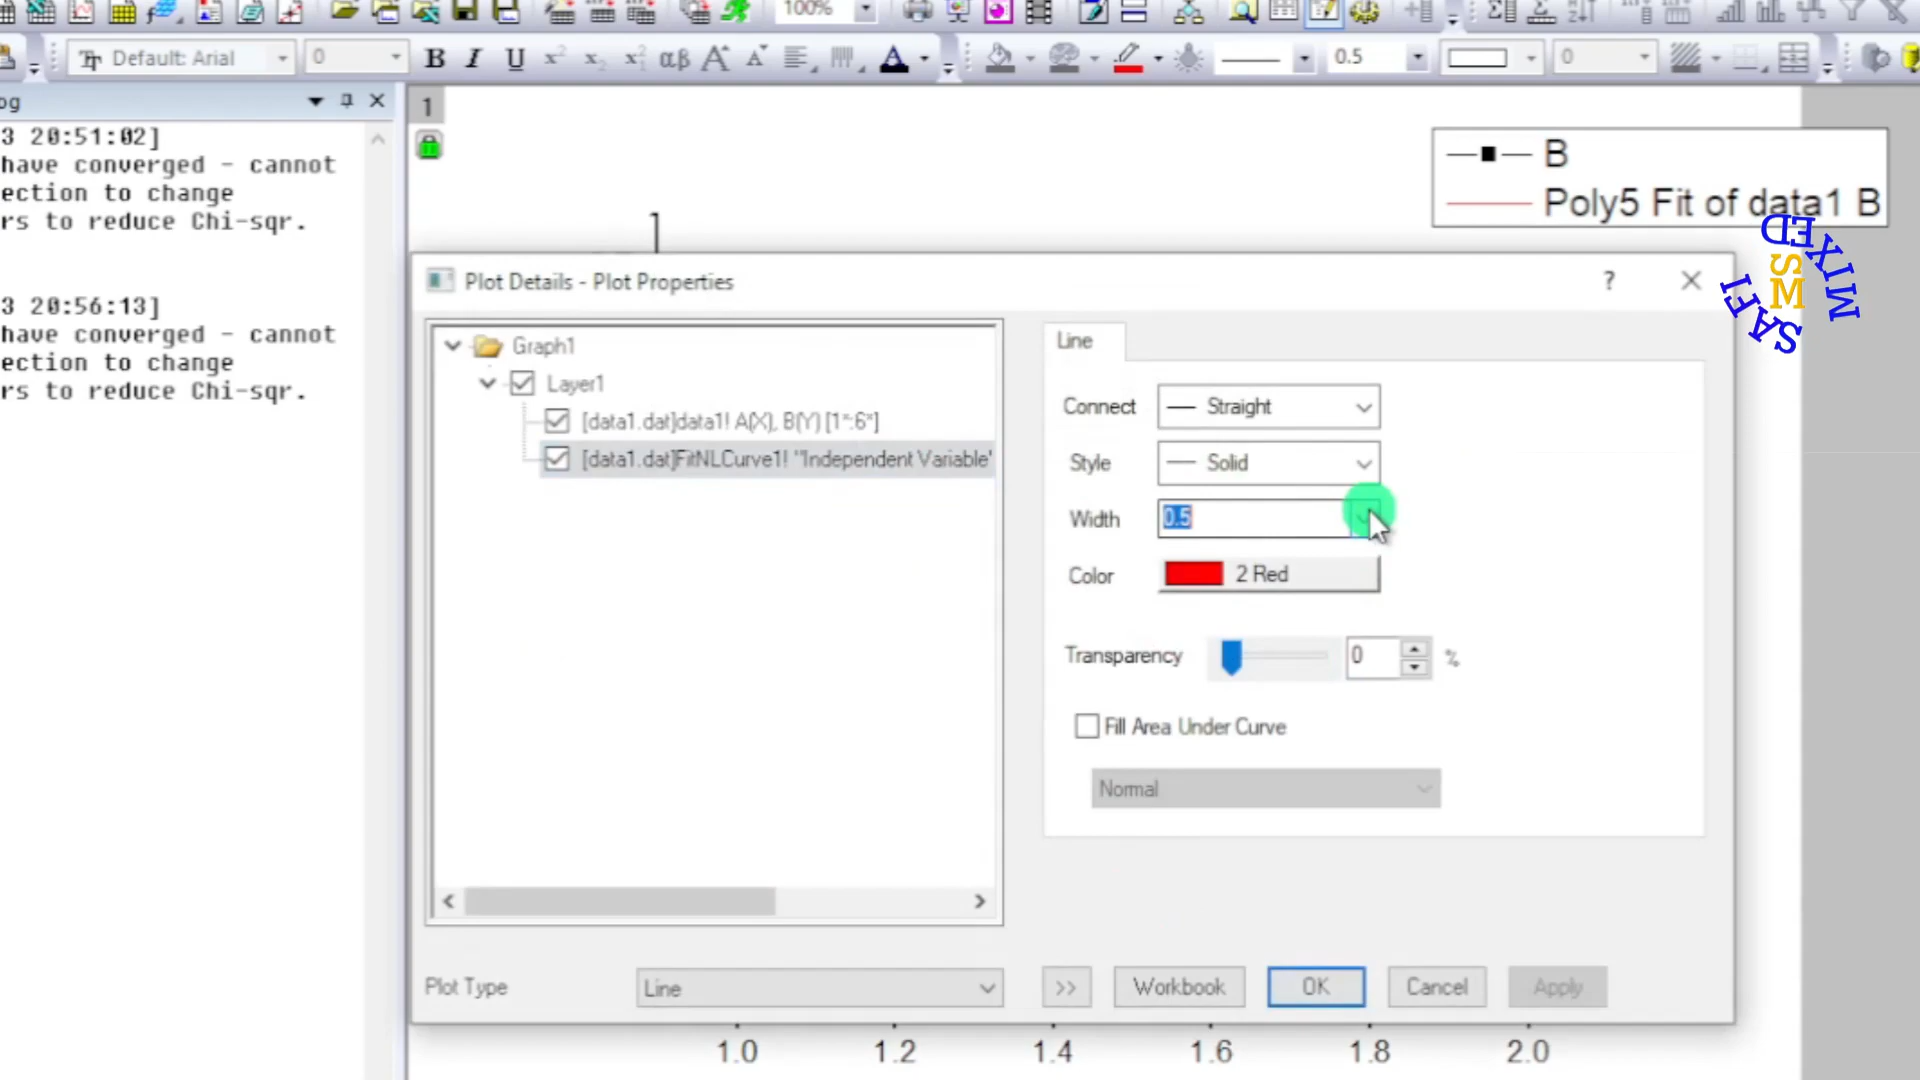 100%
Default: Arial 0 B I U x² x₂ αβ A A A 0.5 0
og
1
3 20:51:02]
have converged - cannot
ection to change
rs to reduce Chi-sqr.
3 20:56:13]
have converged - cannot
ection to change
rs to reduce Chi-sqr.
B
Poly5 Fit of data1 B
MIXED
SM
SAFI
Plot Details - Plot Properties
?
Graph1
Layer1
[data1.dat]data1! A(X), B(Y) [1*:6*]
[data1.dat]FitNLCurve1! "Independent Variable"
Line
Connect Straight
Style Solid
Width 0.5
Color 2 Red
Transparency 0 %
Fill Area Under Curve
Normal
Plot Type Line >> Workbook OK Cancel Apply
1.0 1.2 1.4 1.6 1.8 2.0